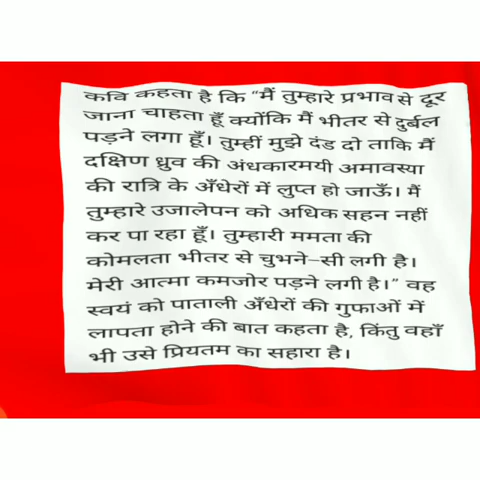 कवि कहता है कि “मैं तुम्हारे प्रभाव से दूर
जाना चाहता हूँ क्योंकि मैं भीतर से दुर्बल
पड़ने लगा हूँ। तुम्हीं मुझे दंड दो ताकि मैं
दक्षिण ध्रुव की अंधकारमयी अमावस्या
की रात्रि के अँधेरों में लुप्त हो जाऊँ। मैं
तुम्हारे उजालेपन को अधिक सहन नहीं
कर पा रहा हूँ। तुम्हारी ममता की
कोमलता भीतर से चुभने–सी लगी है।
मेरी आत्मा कमजोर पड़ने लगी है।” वह
स्वयं को पाताली अँधेरों की गुफाओं में
लापता होने की बात कहता है, किंतु वहाँ
भी उसे प्रियतम का सहारा है।